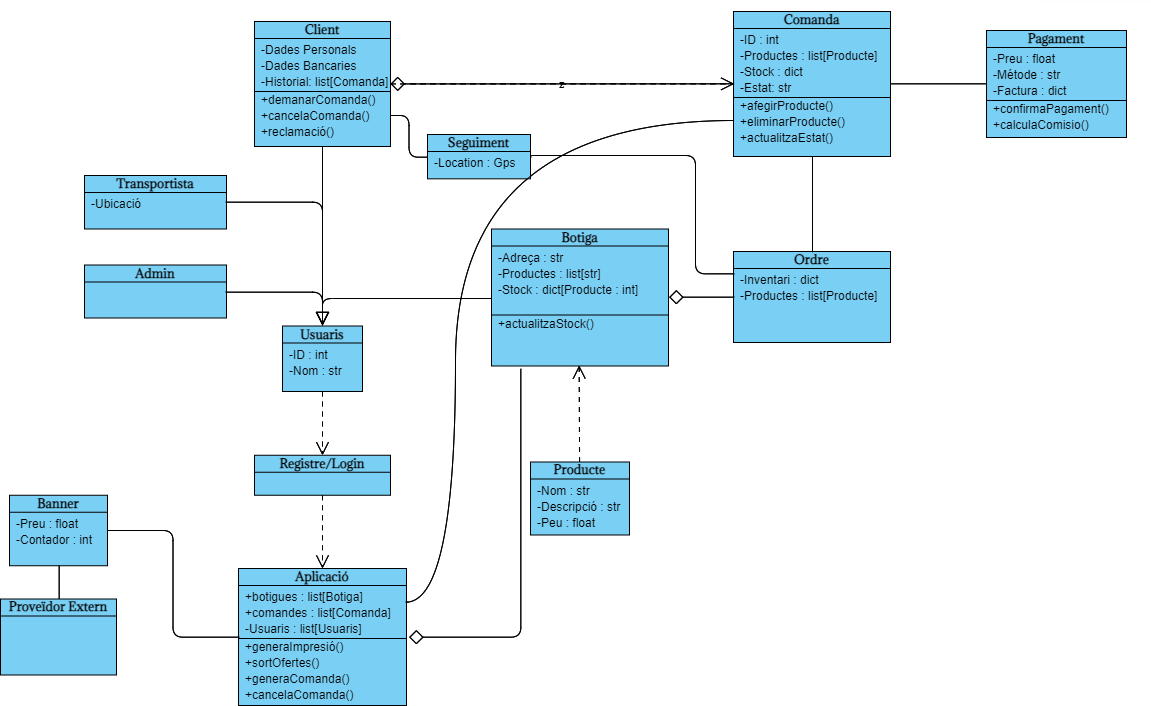 Client
-Dades Personals
-Dades Bancaries
-Historial: list[Comanda]
+demanarComanda()
+cancelaComanda()
+reclamació()
z
Comanda
-ID : int
-Productes : list[Producte]
-Stock : dict
-Estat: str
+afegirProducte()
+eliminarProducte()
+actualitzaEstat()
Pagament
-Preu : float
-Métode : str
-Factura : dict
+confirmaPagament()
+calculaComisio()
Seguiment
-Location : Gps
Transportista
-Ubicació
Admin
Botiga
-Adreça : str
-Productes : list[str]
-Stock : dict[Producte : int]
+actualitzaStock()
Ordre
-Inventari : dict
-Productes : list[Producte]
Usuaris
-ID : int
-Nom : str
Registre/Login
Producte
-Nom : str
-Descripció : str
-Peu : float
Banner
-Preu : float
-Contador : int
Proveïdor Extern
Aplicació
+botigues : list[Botiga]
+comandes : list[Comanda]
-Usuaris : list[Usuaris]
+generaImpresió()
+sortOfertes()
+generaComanda()
+cancelaComanda()